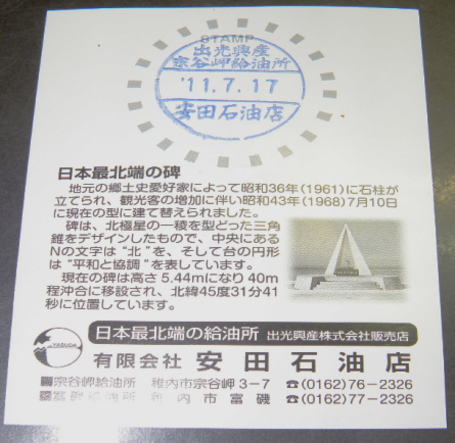 STAMP
出光興産
宗谷岬給油所
'11.7.17
安田石油店
日本最北端の碑
地元の郷土史愛好家によって昭和36年(1961)に石柱が
立てられ、観光客の増加に伴い昭和43年(1968)7月10日
に現在の型に建て替えられました。
碑は、北極星の一稜を型どった三角
錐をデザインしたもので、中央にある
Nの文字は“北”を、そして台の円形
は“平和と協調”を表しています。
現在の碑は高さ5.44mになり40m
程沖合に移設され、北緯45度31分41
秒に位置しています。
YASUDA
日本最北端の給油所 出光興産株式会社販売店
有限会社 安田石油店
■宗谷岬給油所 稚内市宗谷岬3-7 ☎(0162)76-2326
給油所 稚内市富磯 ☎(0162)77-2326